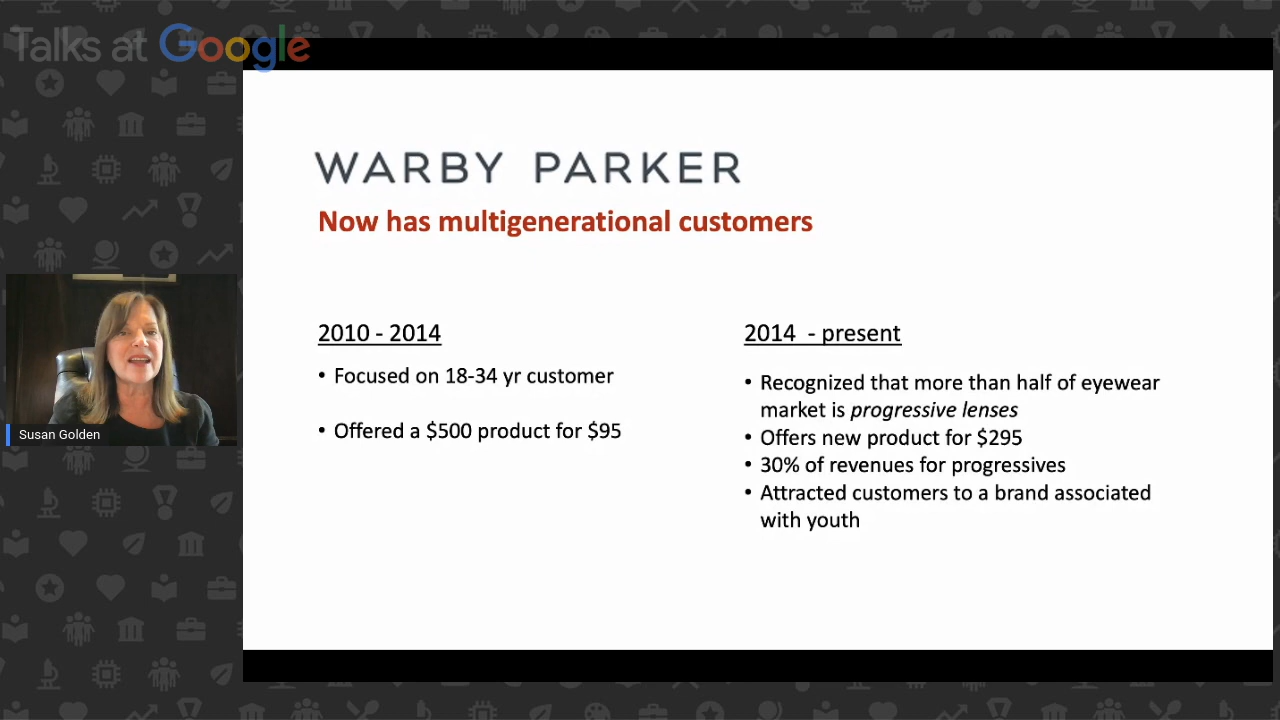 Talks at Google
WARBY PARKER
Now has multigenerational customers
2010 - 2014
• Focused on 18-34 yr customer
• Offered a $500 product for $95
2014 - present
• Recognized that more than half of eyewear
market is progressive lenses
• Offers new product for $295
• 30% of revenues for progressives
• Attracted customers to a brand associated
with youth
Susan Golden